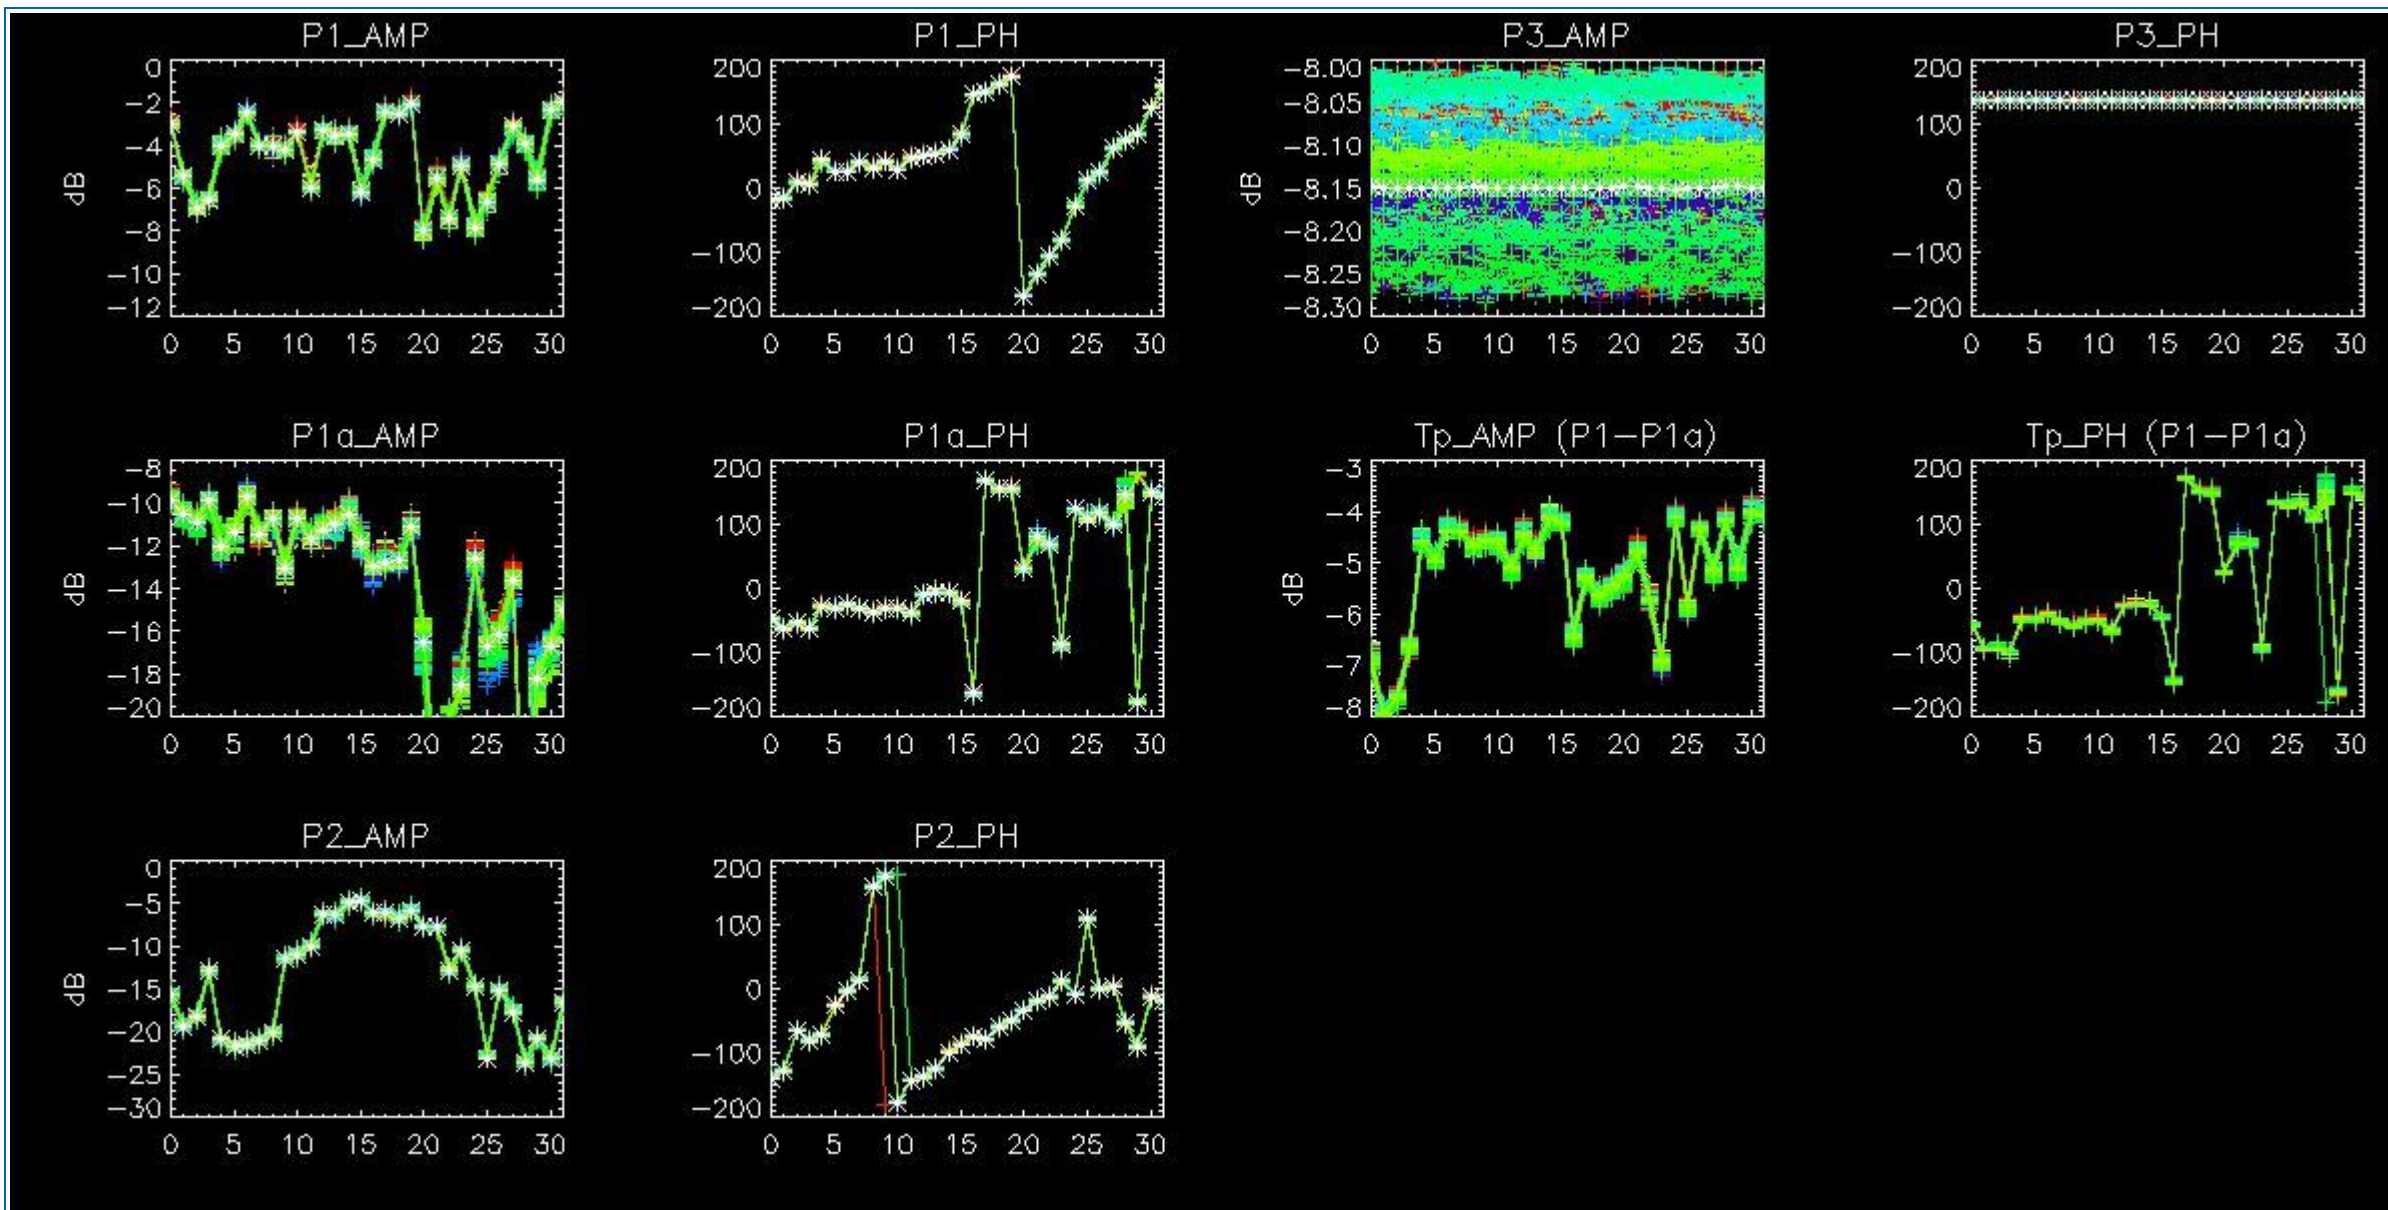 P1_AMP P1_PH P3_AMP P3_PH
0 200 -8.00 200
-2 100 -8.05 100
-4 0 -8.10 0
-6 -100 -8.15 -100
-8 -200 -8.20 -200
-10 -8.25
-12 -8.30
dB dB
0 5 10 15 20 25 30 0 5 10 15 20 25 30 0 5 10 15 20 25 30 0 5 10 15 20 25 30
P1a_AMP P1a_PH Tp_AMP (P1-P1a) Tp_PH (P1-P1a)
-8 200 -3 200
-10 100 -4 100
-12 0 -5 0
-14 -100 -6 -100
-16 -200 -7 -200
-18 -8
-20
dB dB
0 5 10 15 20 25 30 0 5 10 15 20 25 30 0 5 10 15 20 25 30 0 5 10 15 20 25 30
P2_AMP P2_PH
0 200
-5 100
-10 0
-15 -100
-20 -200
-25
-30
dB
0 5 10 15 20 25 30 0 5 10 15 20 25 30